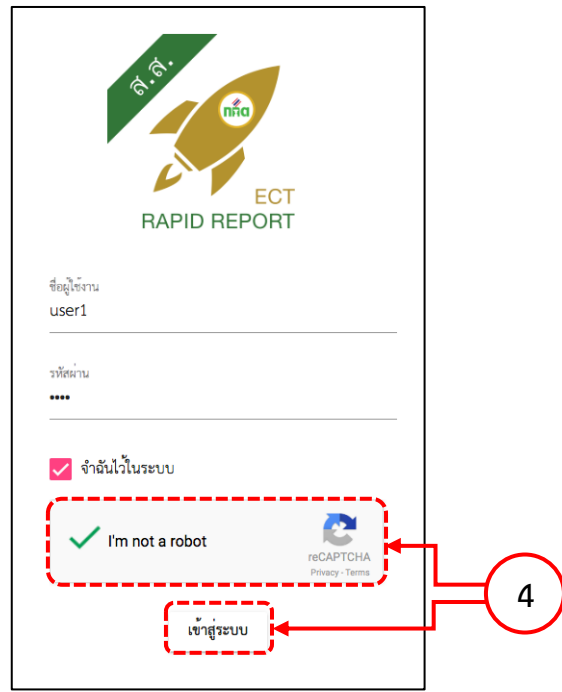 ส.ส.
กกต
ECT
RAPID REPORT
ชื่อผู้ใช้งาน
user1
รหัสผ่าน
••••
จำฉันไว้ในระบบ
I'm not a robot
reCAPTCHA
Privacy - Terms
4
เข้าสู่ระบบ